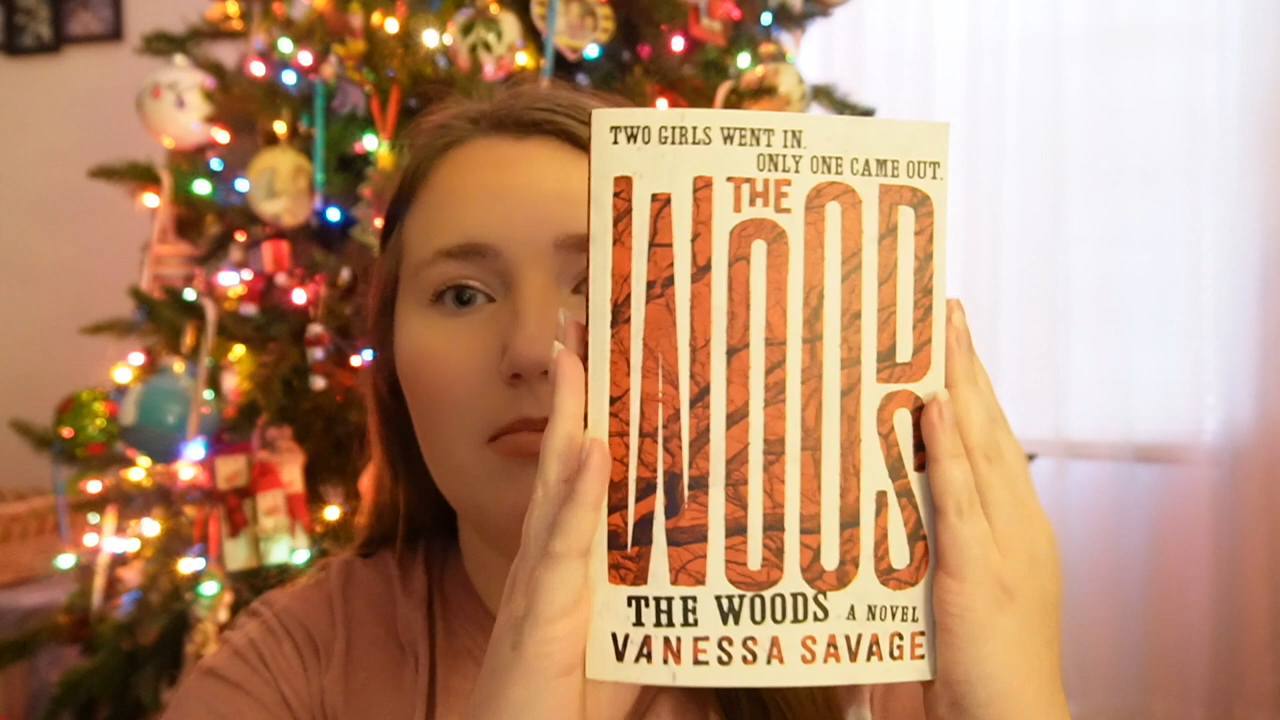 TWO GIRLS WENT IN.
ONLY ONE CAME OUT.
THE
WOODS
THE WOODS A NOVEL
VANESSA SAVAGE